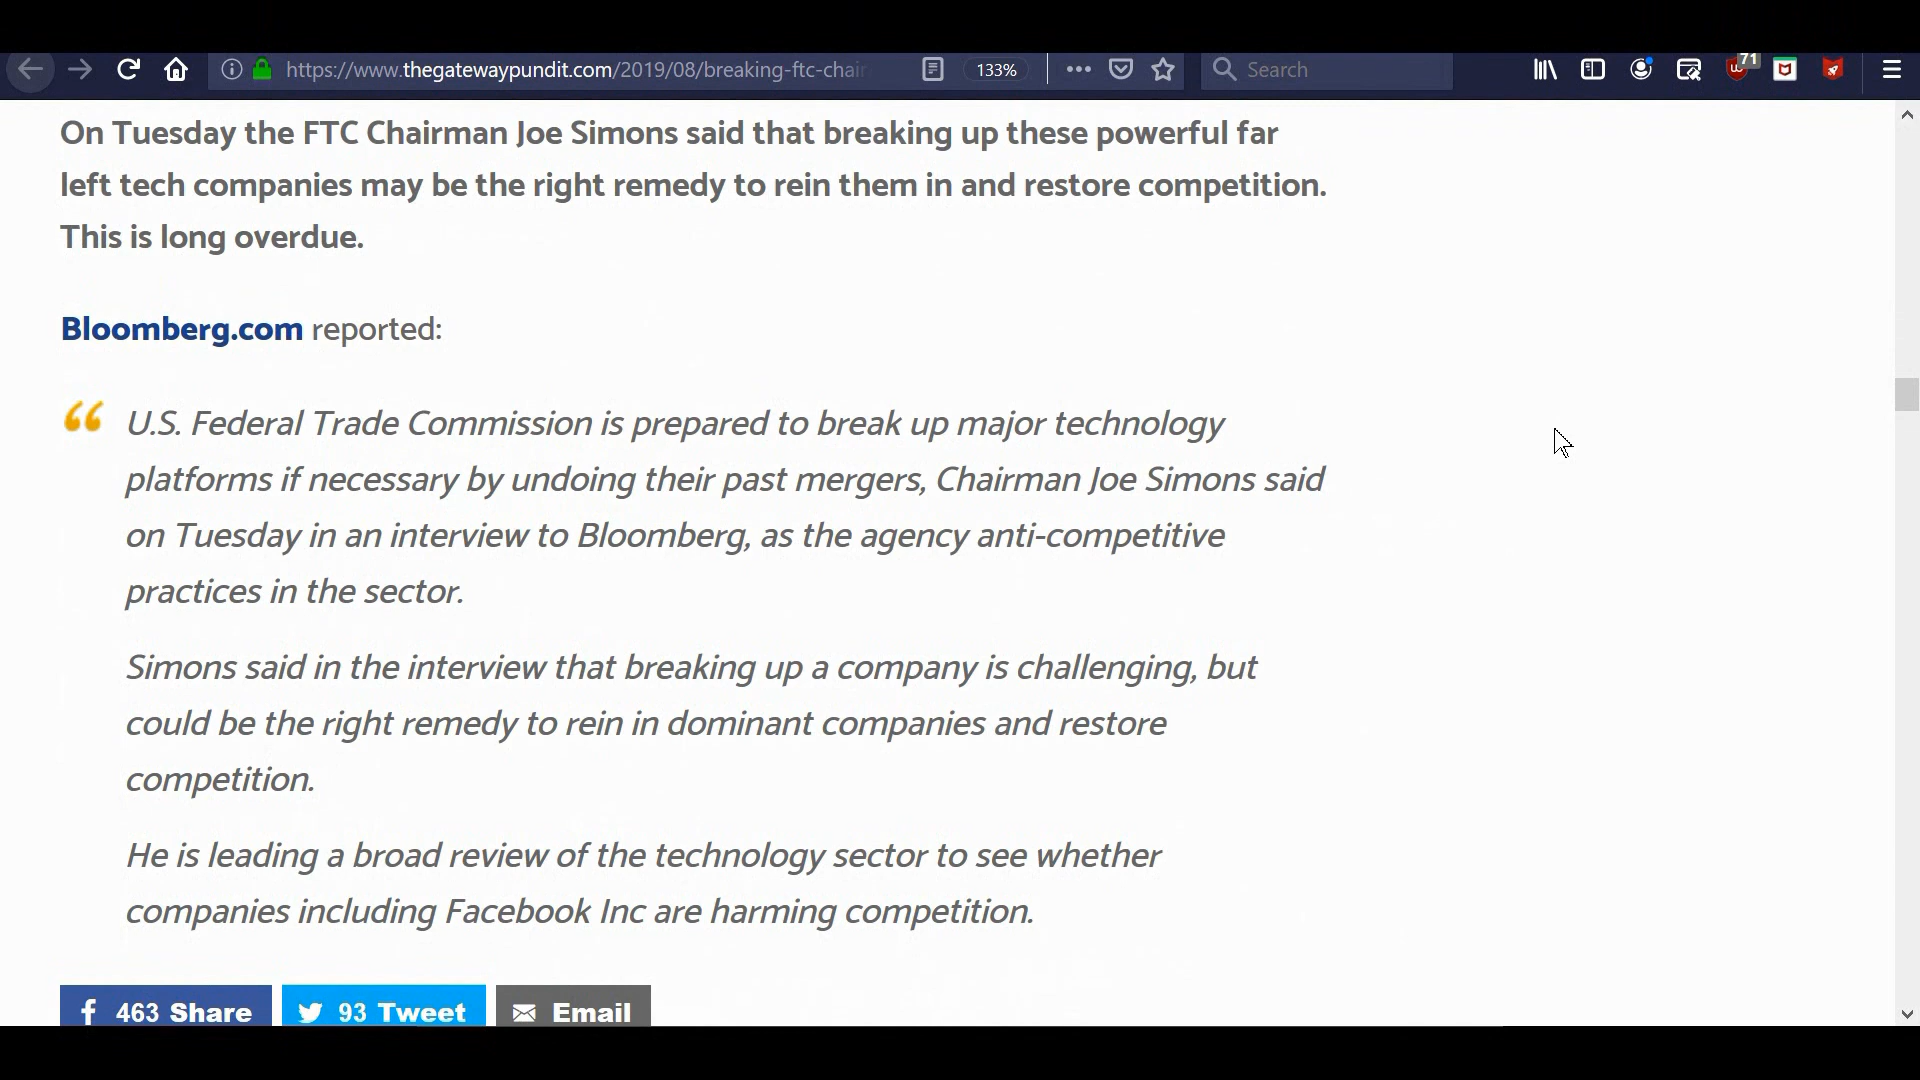 https://www.thegatewaypundit.com/2019/08/breaking-ftc-chair
133%
Search
71
On Tuesday the FTC Chairman Joe Simons said that breaking up these powerful far
left tech companies may be the right remedy to rein them in and restore competition.
This is long overdue.
Bloomberg.com reported:
“ U.S. Federal Trade Commission is prepared to break up major technology
platforms if necessary by undoing their past mergers, Chairman Joe Simons said
on Tuesday in an interview to Bloomberg, as the agency anti-competitive
practices in the sector.
Simons said in the interview that breaking up a company is challenging, but
could be the right remedy to rein in dominant companies and restore
competition.
He is leading a broad review of the technology sector to see whether
companies including Facebook Inc are harming competition.
463 Share 93 Tweet Email